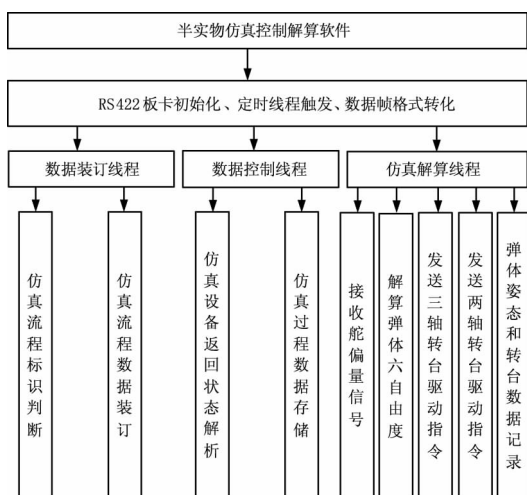 半实物仿真控制解算软件
RS422板卡初始化、定时线程触发、数据帧格式转化
数据装订线程
数据控制线程
仿真解算线程
仿真流程标识判断
仿真流程数据装订
仿真设备返回状态解析
仿真过程数据存储
接收舵偏量信号
解算弹体六自由度
发送三轴转台驱动指令
发送两轴转台驱动指令
弹体姿态和转台数据记录